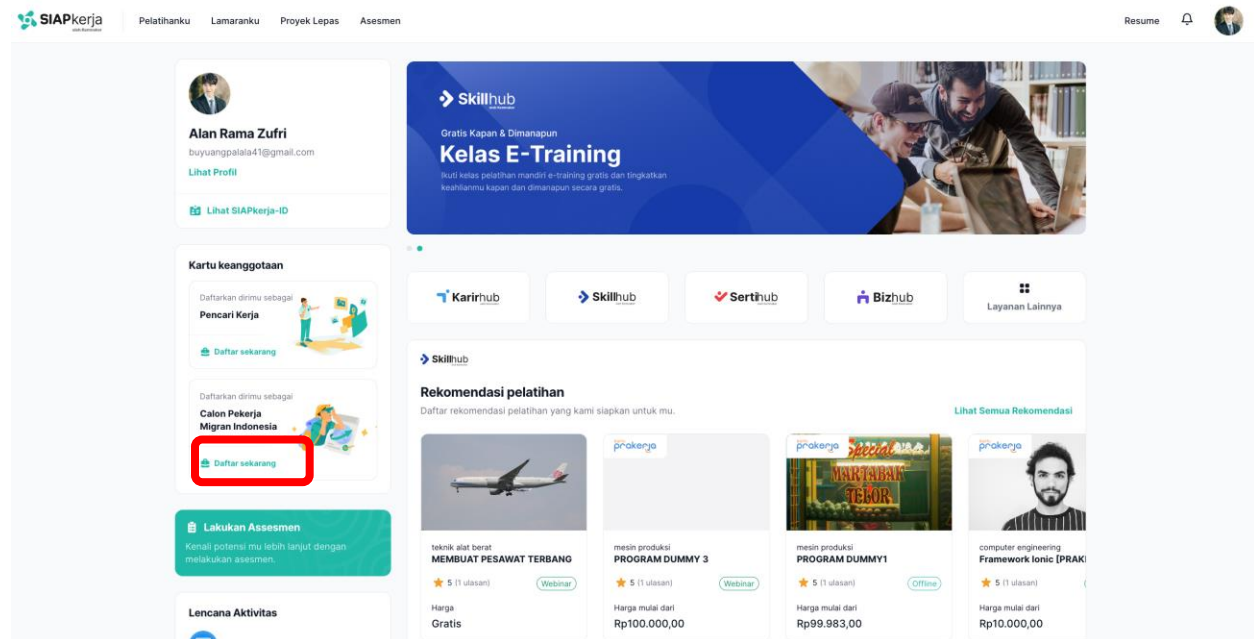 SIAPkerja
Pelatihanku
Lamaranku
Proyek Lepas
Asesmen
Resume
Alan Rama Zufri
buyuangpalala41@gmail.com
Lihat Profil
Lihat SIAPkerja-ID
Kartu keanggotaan
Daftarkan dirimu sebagai
Pencari Kerja
Daftar sekarang
Daftarkan dirimu sebagai
Calon Pekerja
Migran Indonesia
Daftar sekarang
Lakukan Assesmen
Kenali potensi mu lebih lanjut dengan
melakukan asesmen.
Lencana Aktivitas
Skillhub
Gratis Kapan & Dimanapun
Kelas E-Training
Ikuti kelas pelatihan mandiri e-training gratis dan tingkatkan
keahlianmu kapan dan dimanapun secara gratis.
Karirhub
Skillhub
Sertihub
Bizhub
Layanan Lainnya
Skillhub
Rekomendasi pelatihan
Daftar rekomendasi pelatihan yang kami siapkan untuk mu.
Lihat Semua Rekomendasi
teknik alat berat
MEMBUAT PESAWAT TERBANG
5 (1 ulasan)
Webinar
Harga
Gratis
prakerja
mesin produksi
PROGRAM DUMMY 3
5 (1 ulasan)
Webinar
Harga mulai dari
Rp100.000,00
prakerja
Special
MARTABAK
TELOR
mesin produksi
PROGRAM DUMMY1
5 (1 ulasan)
Offline
Harga mulai dari
Rp99.983,00
prakerja
computer engineering
Framework Ionic [PRAK
5 (1 ulasan)
Harga mulai dari
Rp10.000,00